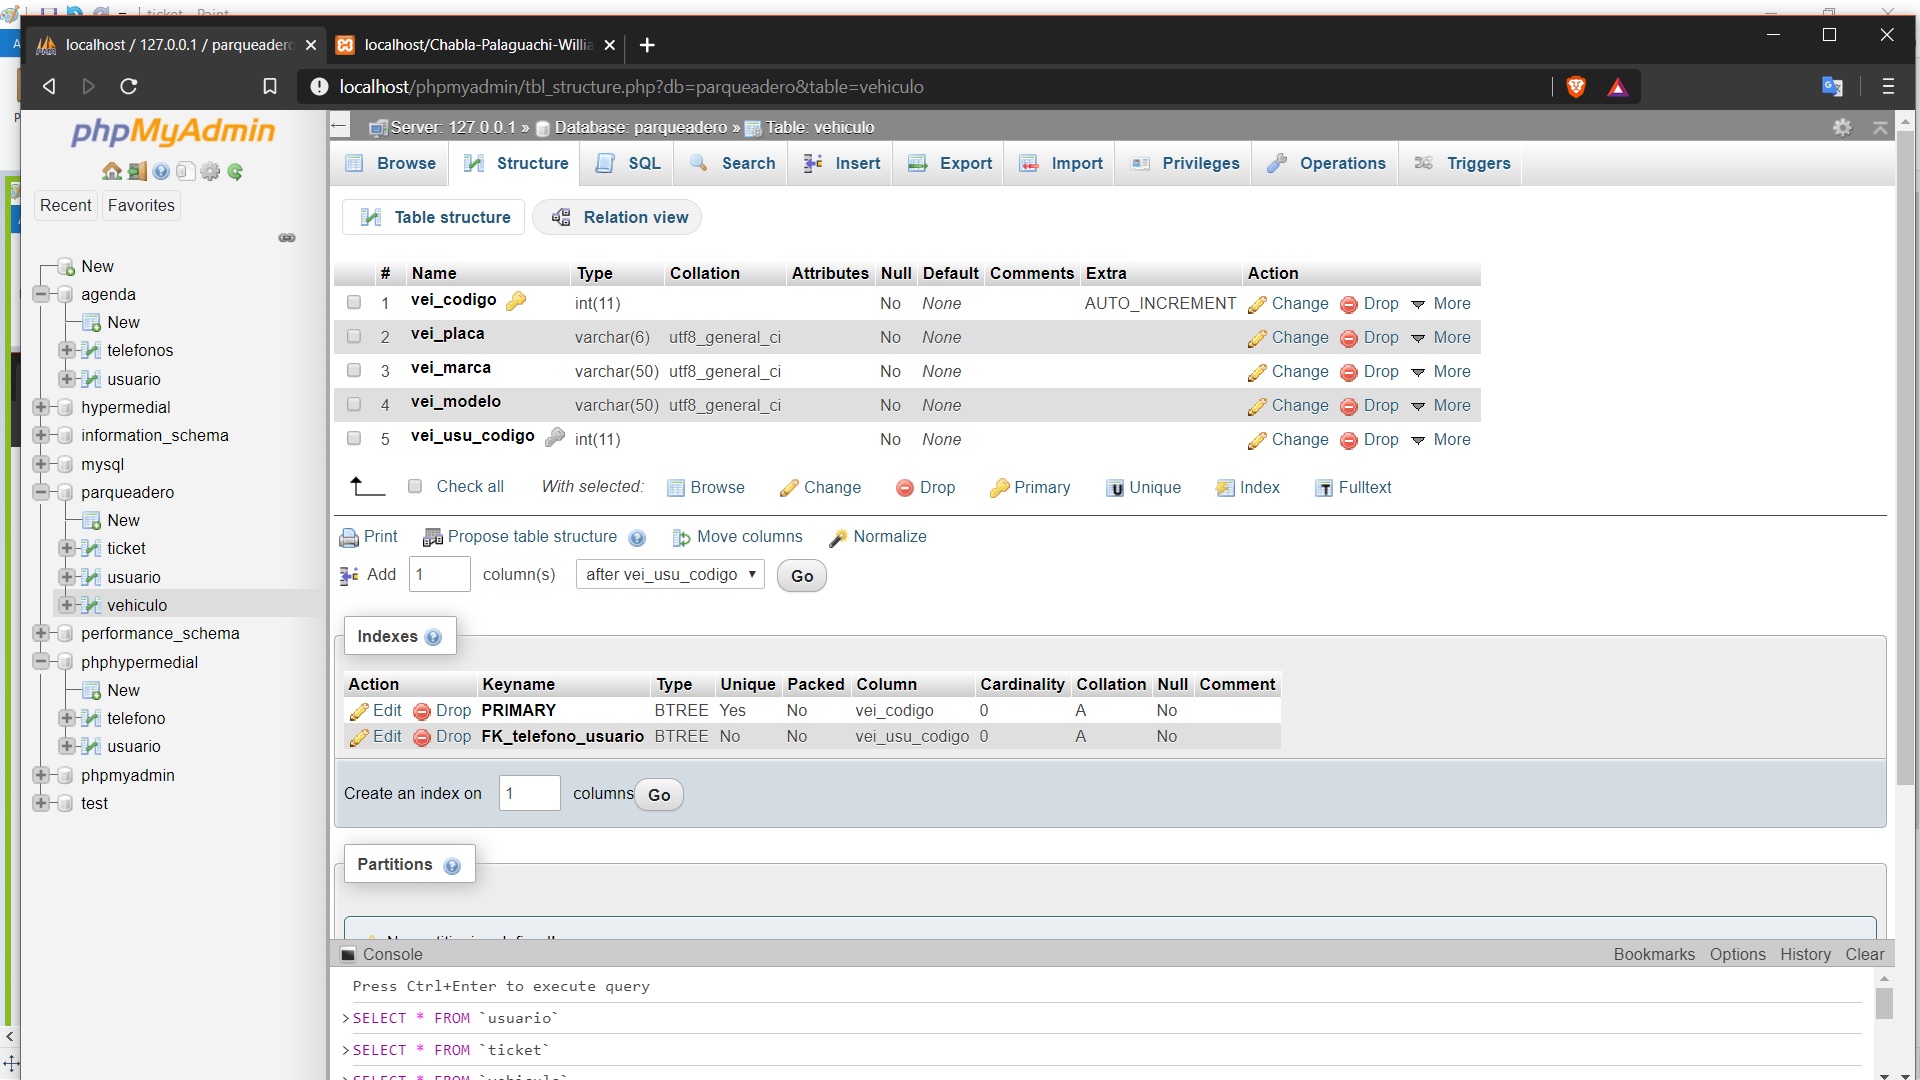 ticket - Paint
localhost / 127.0.0.1 / parqueadero
localhost/Chabla-Palaguachi-Willia
localhost/phpmyadmin/tbl_structure.php?db=parqueadero&table=vehiculo
phpMyAdmin
Recent Favorites
New
agenda
New
telefonos
usuario
hypermedial
information_schema
mysql
parqueadero
New
ticket
usuario
vehiculo
performance_schema
phphypermedial
New
telefono
usuario
phpmyadmin
test
Server: 127.0.0.1 » Database: parqueadero » Table: vehiculo
Browse Structure SQL Search Insert Export Import Privileges Operations Triggers
Table structure Relation view
# Name Type Collation Attributes Null Default Comments Extra Action
1 vei_codigo int(11) No None AUTO_INCREMENT Change Drop More
2 vei_placa varchar(6) utf8_general_ci No None Change Drop More
3 vei_marca varchar(50) utf8_general_ci No None Change Drop More
4 vei_modelo varchar(50) utf8_general_ci No None Change Drop More
5 vei_usu_codigo int(11) No None Change Drop More
Check all With selected: Browse Change Drop Primary Unique Index Fulltext
Print Propose table structure Move columns Normalize
Add 1 column(s) after vei_usu_codigo Go
Indexes
Action Keyname Type Unique Packed Column Cardinality Collation Null Comment
Edit Drop PRIMARY BTREE Yes No vei_codigo 0 A No
Edit Drop FK_telefono_usuario BTREE No No vei_usu_codigo 0 A No
Create an index on 1 columns Go
Partitions
Console Bookmarks Options History Clear
Press Ctrl+Enter to execute query
>SELECT * FROM `usuario`
>SELECT * FROM `ticket`
>SELECT * FROM `vehiculo`